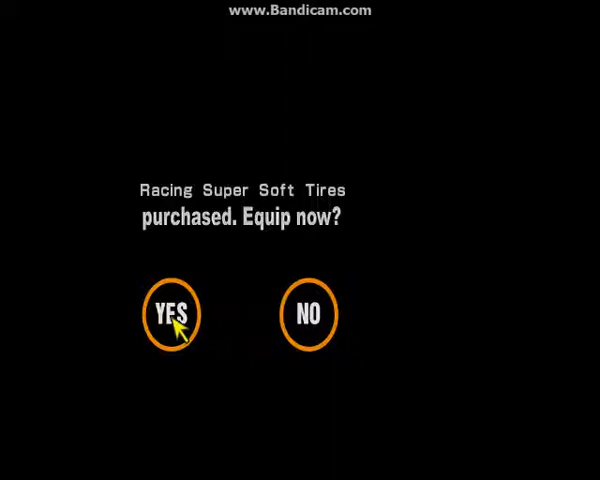 www.Bandicam.com
Racing Super Soft Tires
purchased. Equip now?
YES NO